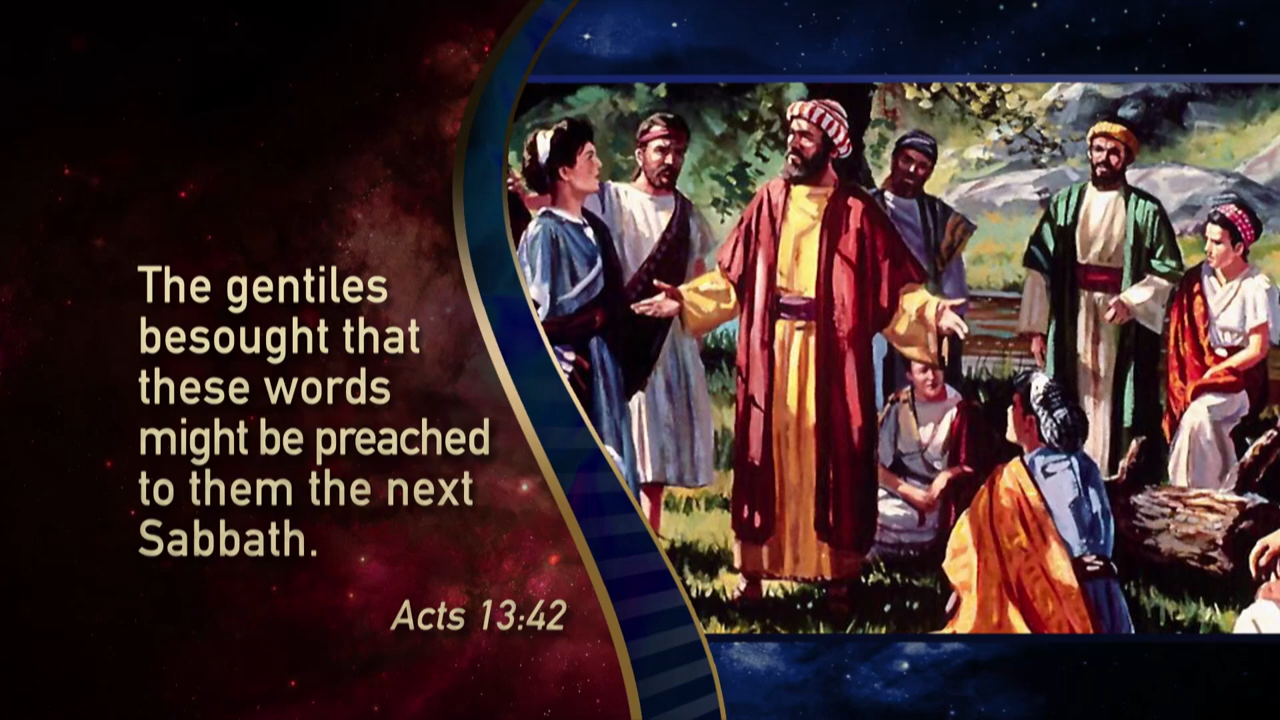 The gentiles
besought that
these words
might be preached
to them the next
Sabbath.
Acts 13:42